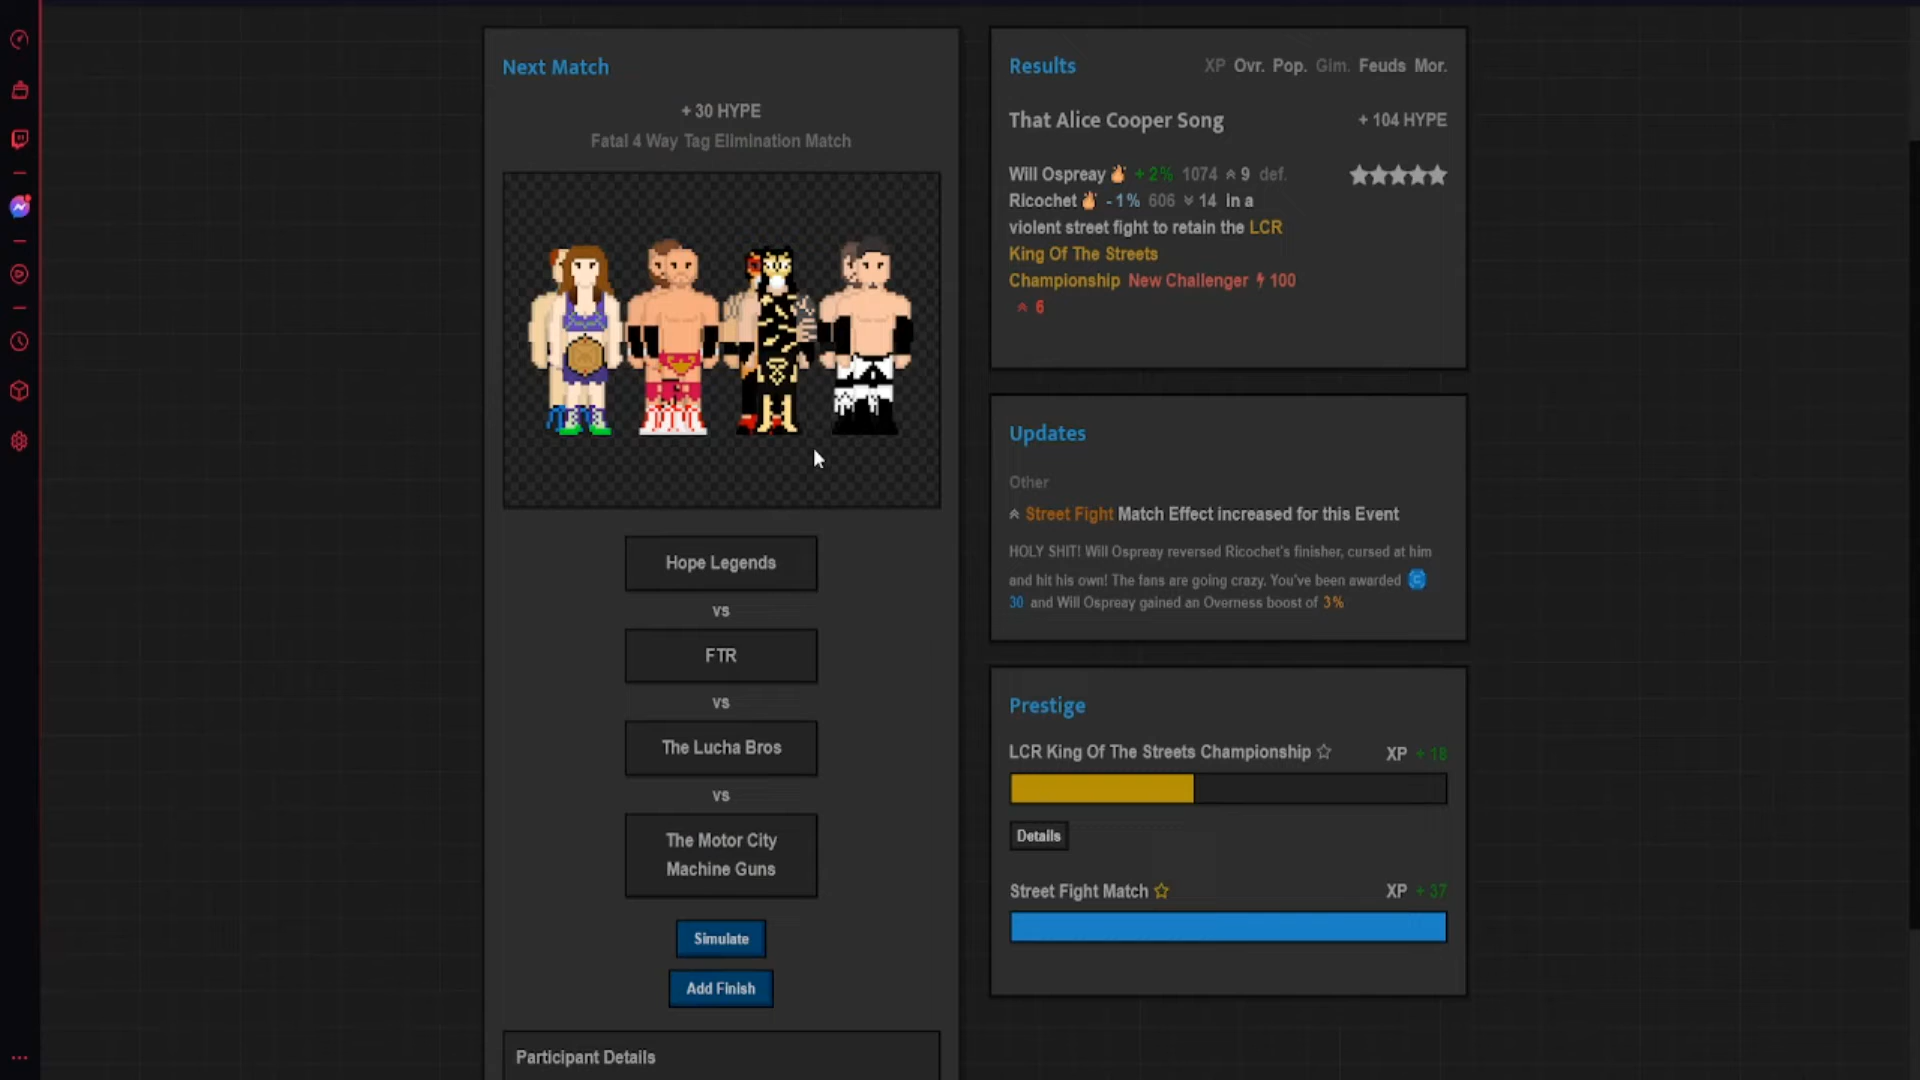 Next Match
+ 30 HYPE
Fatal 4 Way Tag Elimination Match
Hope Legends
vs
FTR
vs
The Lucha Bros
vs
The Motor City
Machine Guns
Simulate
Add Finish
Participant Details
Results XP Ovr. Pop. Gim. Feuds Mor.
That Alice Cooper Song + 104 HYPE
Will Ospreay + 2% 1074 9 def.
Ricochet - 1% 606 14 in a
violent street fight to retain the LCR
King Of The Streets
Championship New Challenger 100
6
Updates
Other
Street Fight Match Effect increased for this Event
HOLY SHIT! Will Ospreay reversed Ricochet's finisher, cursed at him
and hit his own! The fans are going crazy. You've been awarded
30 and Will Ospreay gained an Overness boost of 3%
Prestige
LCR King Of The Streets Championship XP + 18
Details
Street Fight Match XP + 37